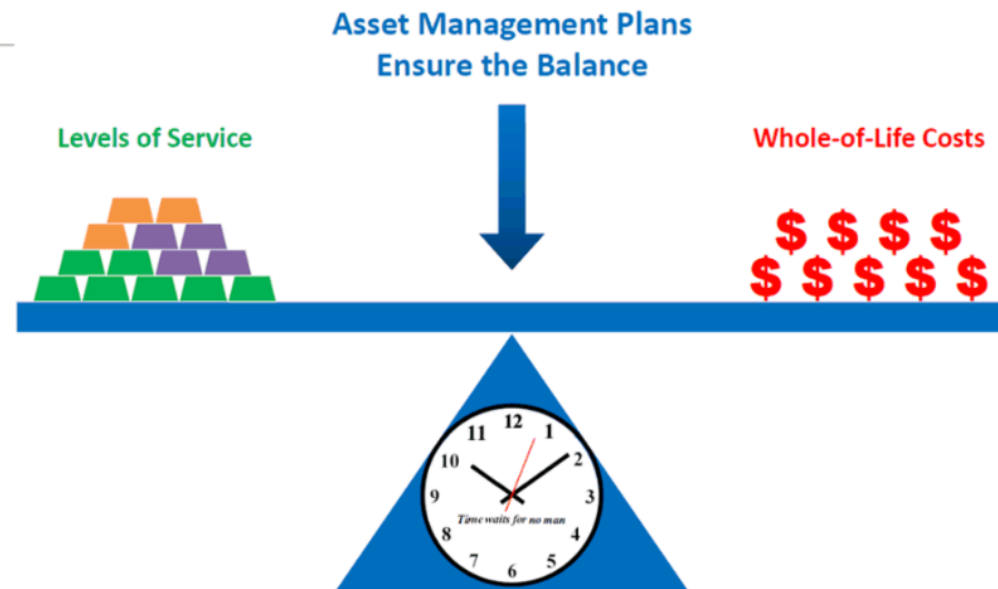 Asset Management Plans
Ensure the Balance
Levels of Service
Whole-of-Life Costs
$ $ $ $
$ $ $ $ $
12
11 1
10 2
9 3
Time waits for no man
8 4
7 5
6